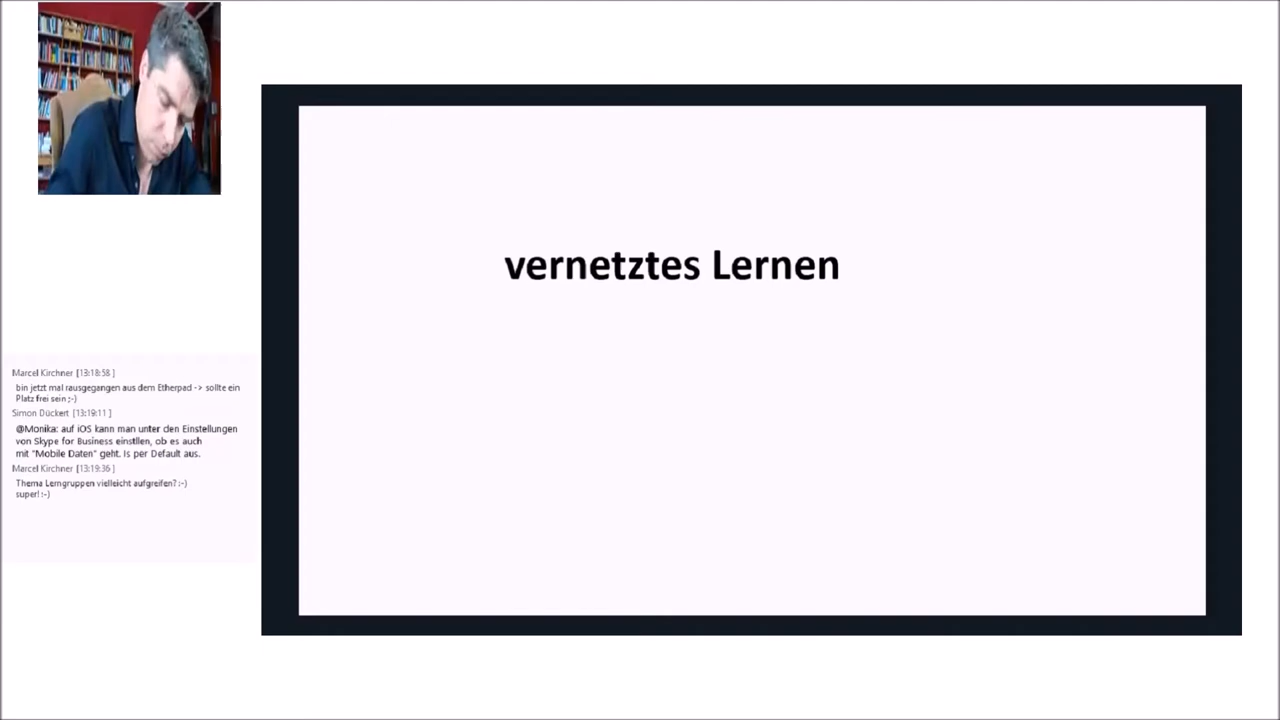 vernetztes Lernen
Marcel Kirchner [13:18:58 ]
bin jetzt mal rausgegangen aus dem Etherpad -> sollte ein
Platz frei sein ;-)
Simon Dückert [13:19:11 ]
@Monika: auf iOS kann man unter den Einstellungen
von Skype for Business einstllen, ob es auch
mit "Mobile Daten" geht. Is per Default aus.
Marcel Kirchner [13:19:36 ]
Thema Lerngruppen vielleicht aufgreifen? :-)
super! :-)